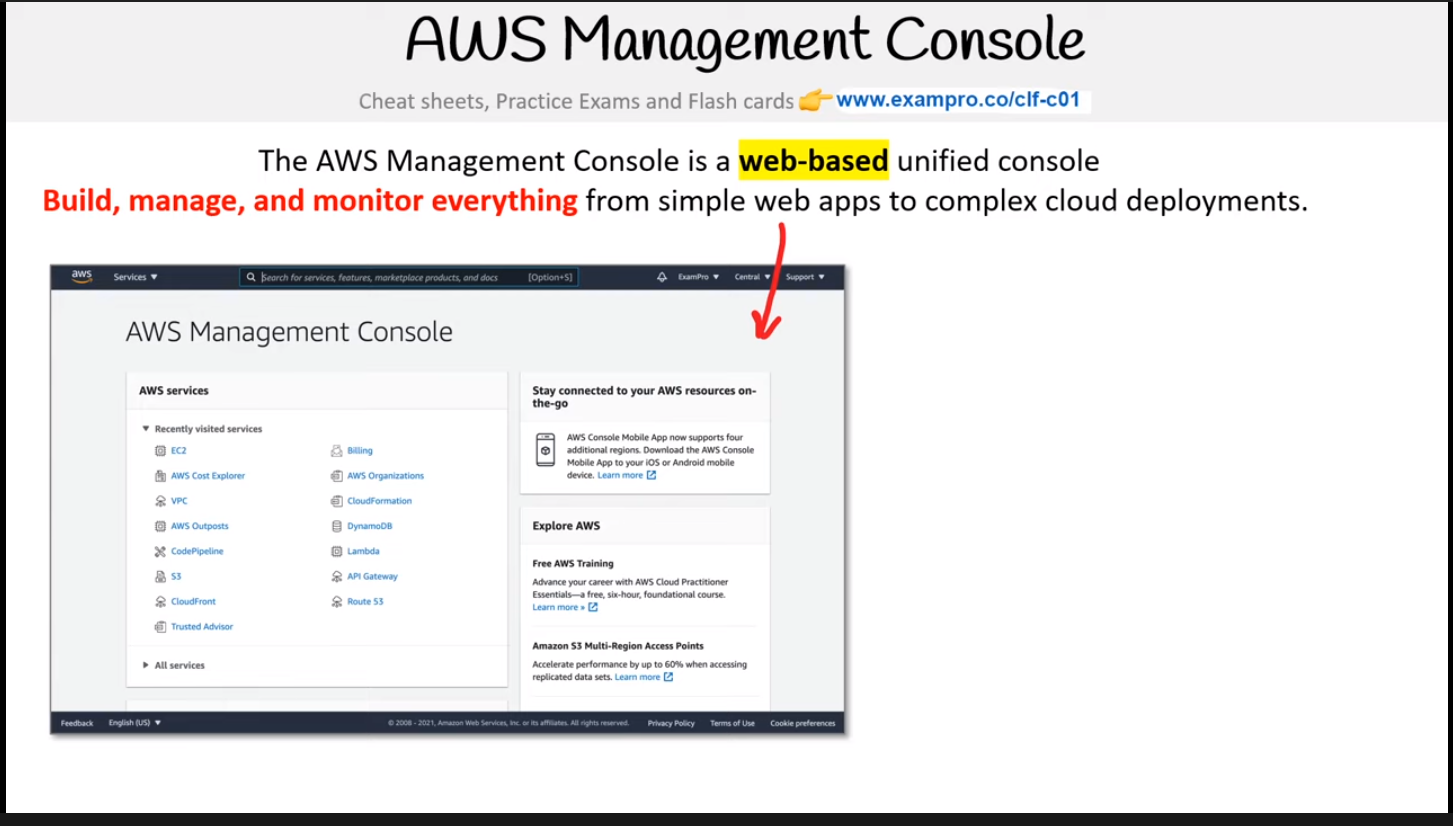 AWS Management Console
Cheat sheets, Practice Exams and Flash cards 👉 www.exampro.co/clf-c01
The AWS Management Console is a web-based unified console
Build, manage, and monitor everything from simple web apps to complex cloud deployments.
aws Services ▼ Search for services, features, marketplace products, and docs [Option+S] ExamPro ▼ Central ▼ Support ▼
AWS Management Console
AWS services
▼ Recently visited services
EC2
AWS Cost Explorer
VPC
AWS Outposts
CodePipeline
S3
CloudFront
Trusted Advisor
Billing
AWS Organizations
CloudFormation
DynamoDB
Lambda
API Gateway
Route 53
▶ All services
Stay connected to your AWS resources on-
the-go
AWS Console Mobile App now supports four
additional regions. Download the AWS Console
Mobile App to your iOS or Android mobile
device. Learn more
Explore AWS
Free AWS Training
Advance your career with AWS Cloud Practitioner
Essentials—a free, six-hour, foundational course.
Learn more »
Amazon S3 Multi-Region Access Points
Accelerate performance by up to 60% when accessing
replicated data sets. Learn more
Feedback English (US) ▼ © 2008 - 2021, Amazon Web Services, Inc. or its affiliates. All rights reserved. Privacy Policy Terms of Use Cookie preferences